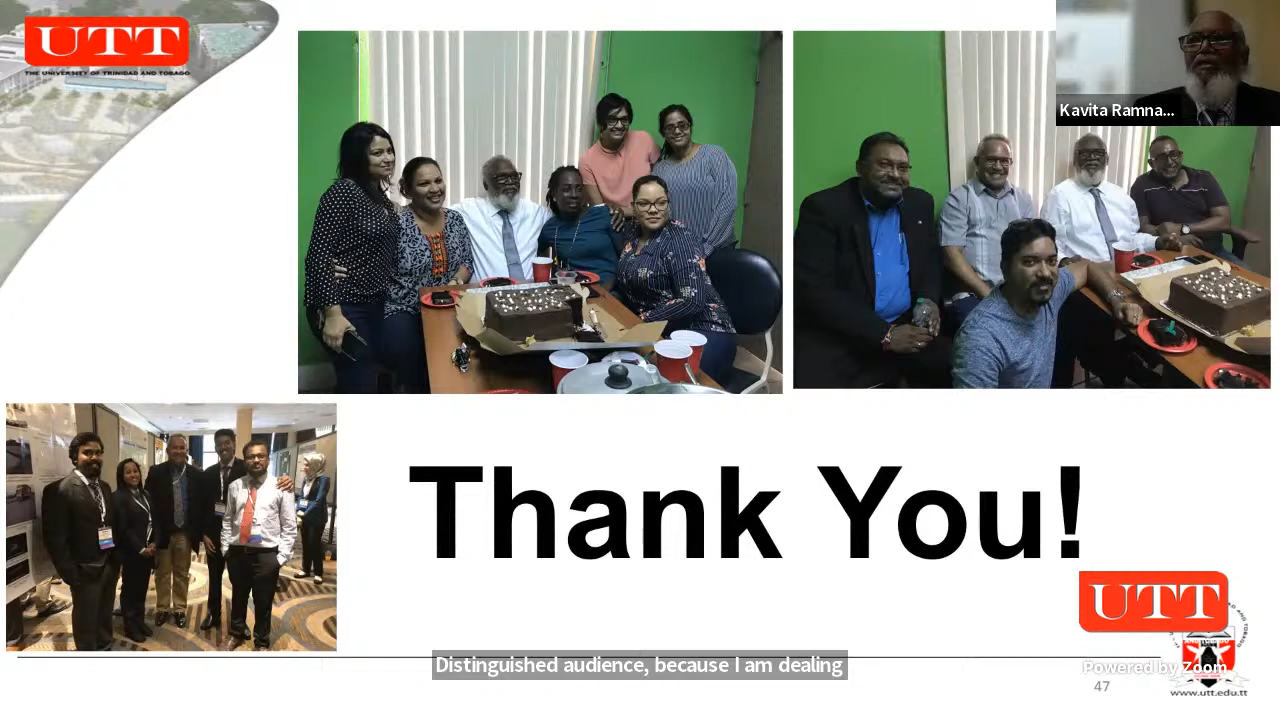 UTT
THE UNIVERSITY OF TRINIDAD AND TOBAGO
Kavita Ramna...
Thank You!
UTT
Distinguished audience, because I am dealing
Powered by Zoom
47
www.utt.edu.tt